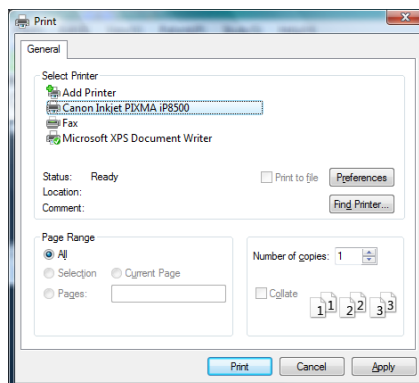 Print
General
Select Printer
Add Printer
Canon Inkjet PIXMA iP8500
Fax
Microsoft XPS Document Writer
Status: Ready
Print to file
Preferences
Location:
Comment:
Find Printer...
Page Range
All
Selection
Current Page
Pages:
Number of copies: 1
Collate
1 1 2 2 3 3
Print
Cancel
Apply